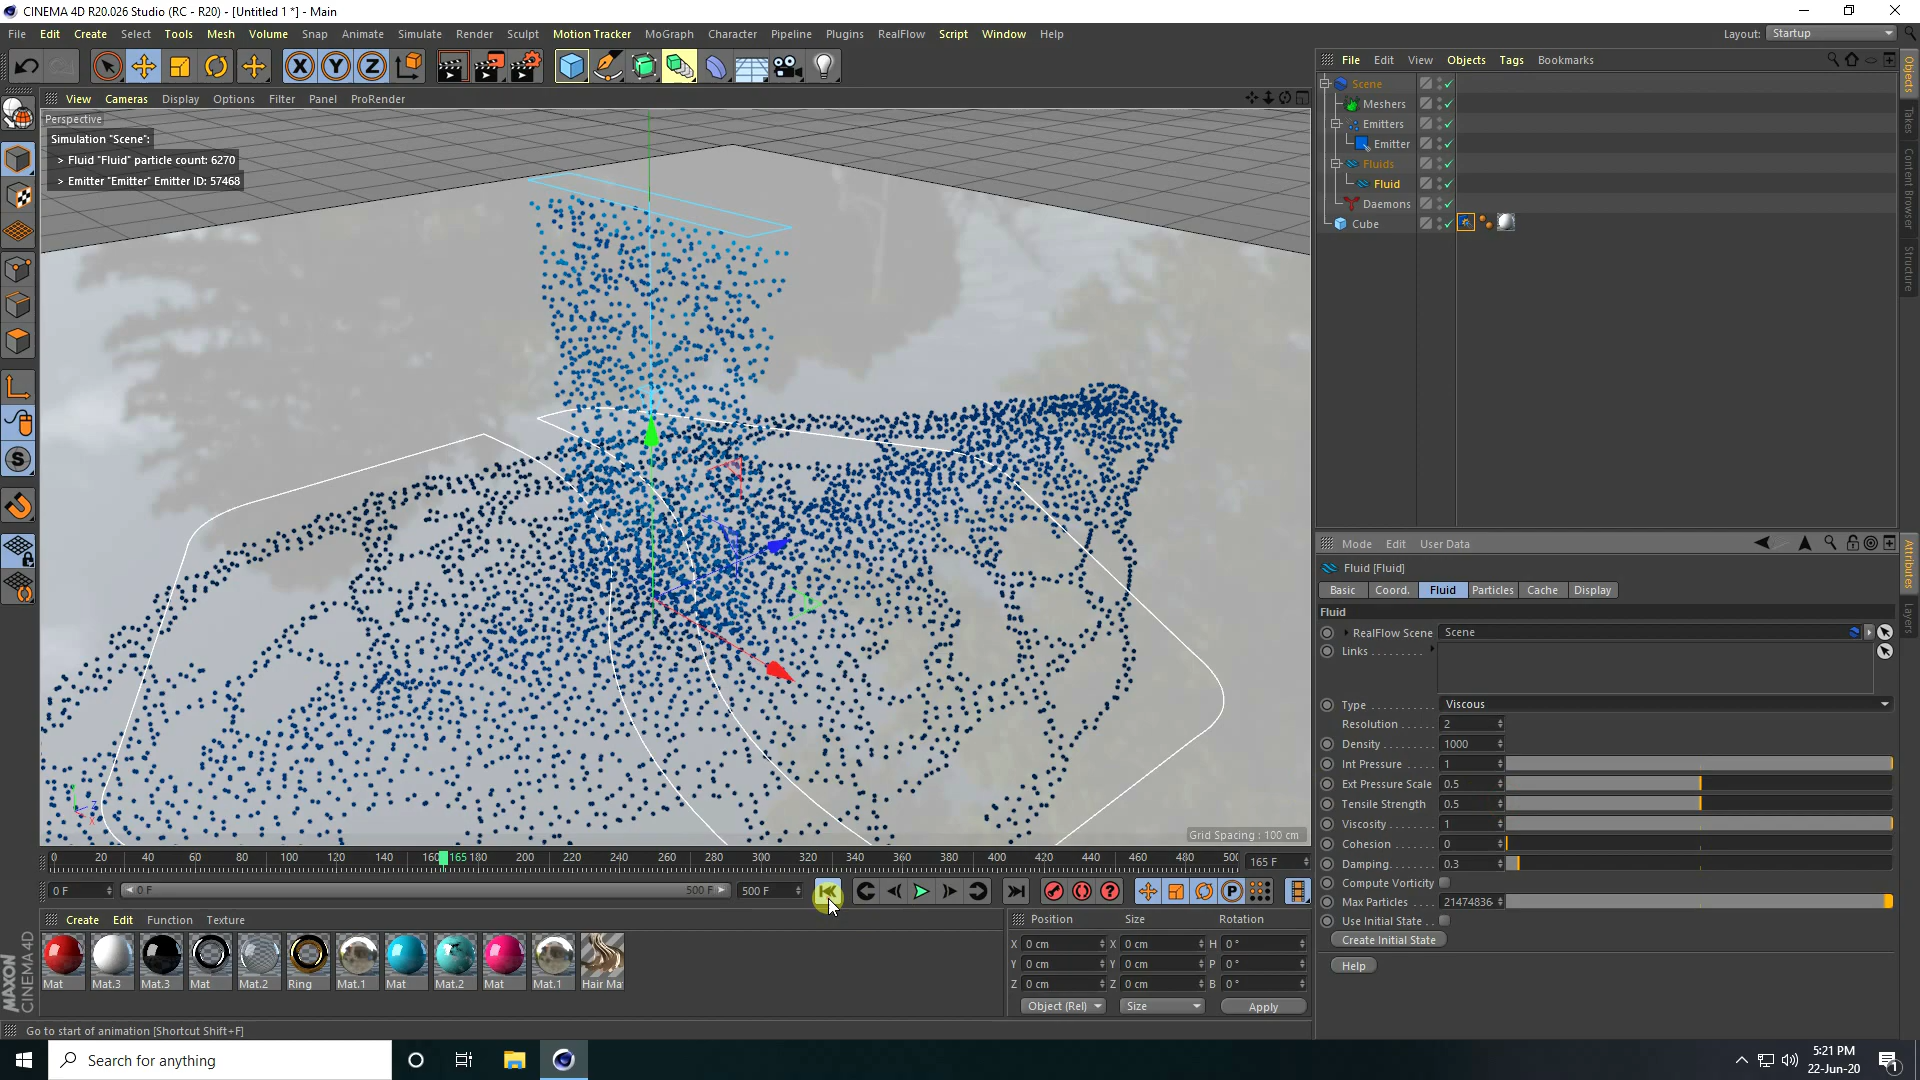 CINEMA 4D R20.026 Studio (RC - R20) - [Untitled 1 *] - Main
File Edit Create Select Tools Mesh Volume Snap Animate Simulate Render Sculpt Motion Tracker MoGraph Character Pipeline Plugins RealFlow Script Window Help
Layout: Startup
View Cameras Display Options Filter Panel ProRender
Perspective
Simulation "Scene":
> Fluid "Fluid" particle count: 6270
> Emitter "Emitter" Emitter ID: 57468
Grid Spacing : 100 cm
File Edit View Objects Tags Bookmarks
Scene
Meshers
Emitters
Emitter
Fluids
Fluid
Daemons
Cube
Objects
Takes
Content Browser
Structure
Mode Edit User Data
Fluid [Fluid]
Basic Coord. Fluid Particles Cache Display
Fluid
RealFlow Scene Scene
Links
Type Viscous
Resolution 2
Density 1000
Int Pressure 1
Ext Pressure Scale 0.5
Tensile Strength 0.5
Viscosity 1
Cohesion 0
Damping 0.3
Compute Vorticity
Max Particles 21474836
Use Initial State
Create Initial State
Help
Attributes
Layers
0 20 40 60 80 100 120 140 160 165 180 200 220 240 260 280 300 320 340 360 380 400 420 440 460 480 500 165 F
0 F 0 F 500 F 500 F
Create Edit Function Texture
Mat Mat.3 Mat.3 Mat Mat.2 Ring Mat.1 Mat Mat.2 Mat Mat.1 Hair Mat
Position Size Rotation
X 0 cm X 0 cm H 0 °
Y 0 cm Y 0 cm P 0 °
Z 0 cm Z 0 cm B 0 °
Object (Rel) Size Apply
MAXON
CINEMA 4D
Go to start of animation [Shortcut Shift+F]
Search for anything
5:21 PM
22-Jun-20
1